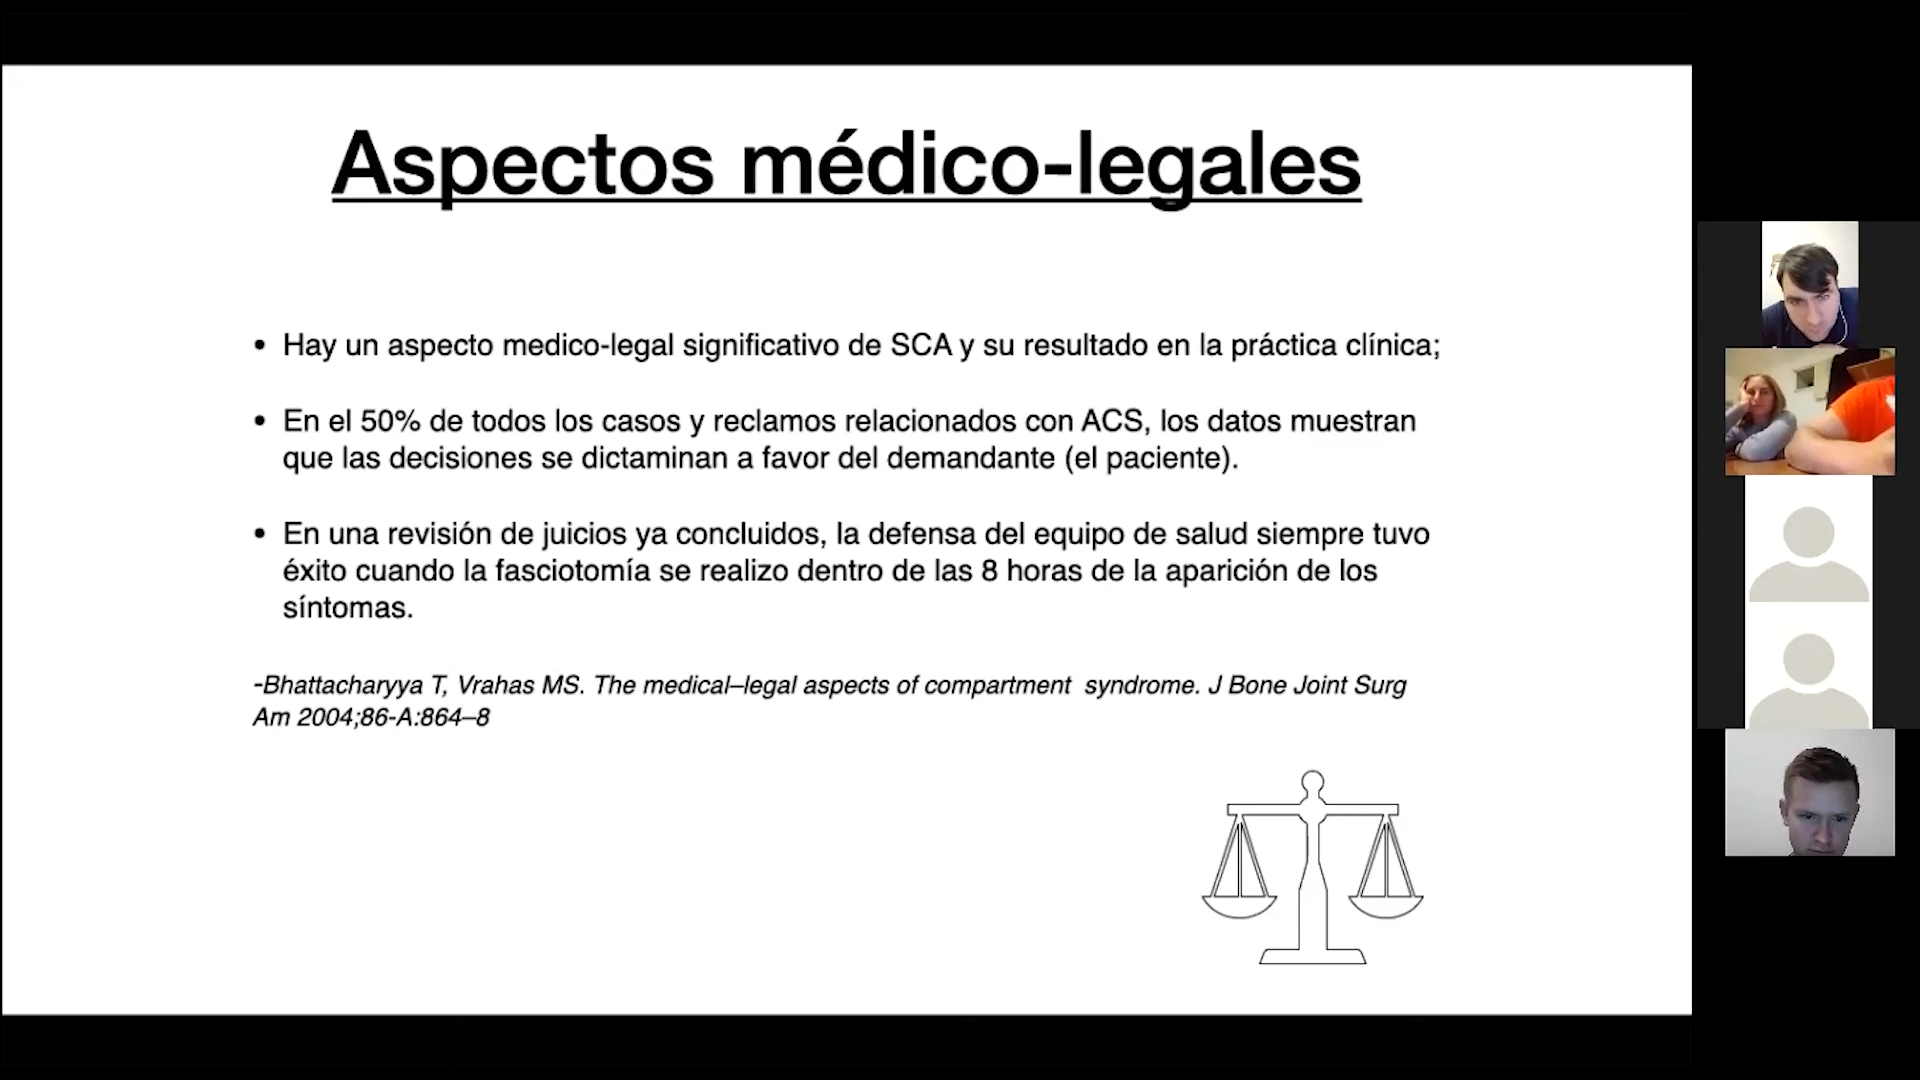 Aspectos médico-legales
• Hay un aspecto medico-legal significativo de SCA y su resultado en la práctica clínica;
• En el 50% de todos los casos y reclamos relacionados con ACS, los datos muestran
que las decisiones se dictaminan a favor del demandante (el paciente).
• En una revisión de juicios ya concluidos, la defensa del equipo de salud siempre tuvo
éxito cuando la fasciotomía se realizo dentro de las 8 horas de la aparición de los
síntomas.
-Bhattacharyya T, Vrahas MS. The medical–legal aspects of compartment syndrome. J Bone Joint Surg
Am 2004;86-A:864–8